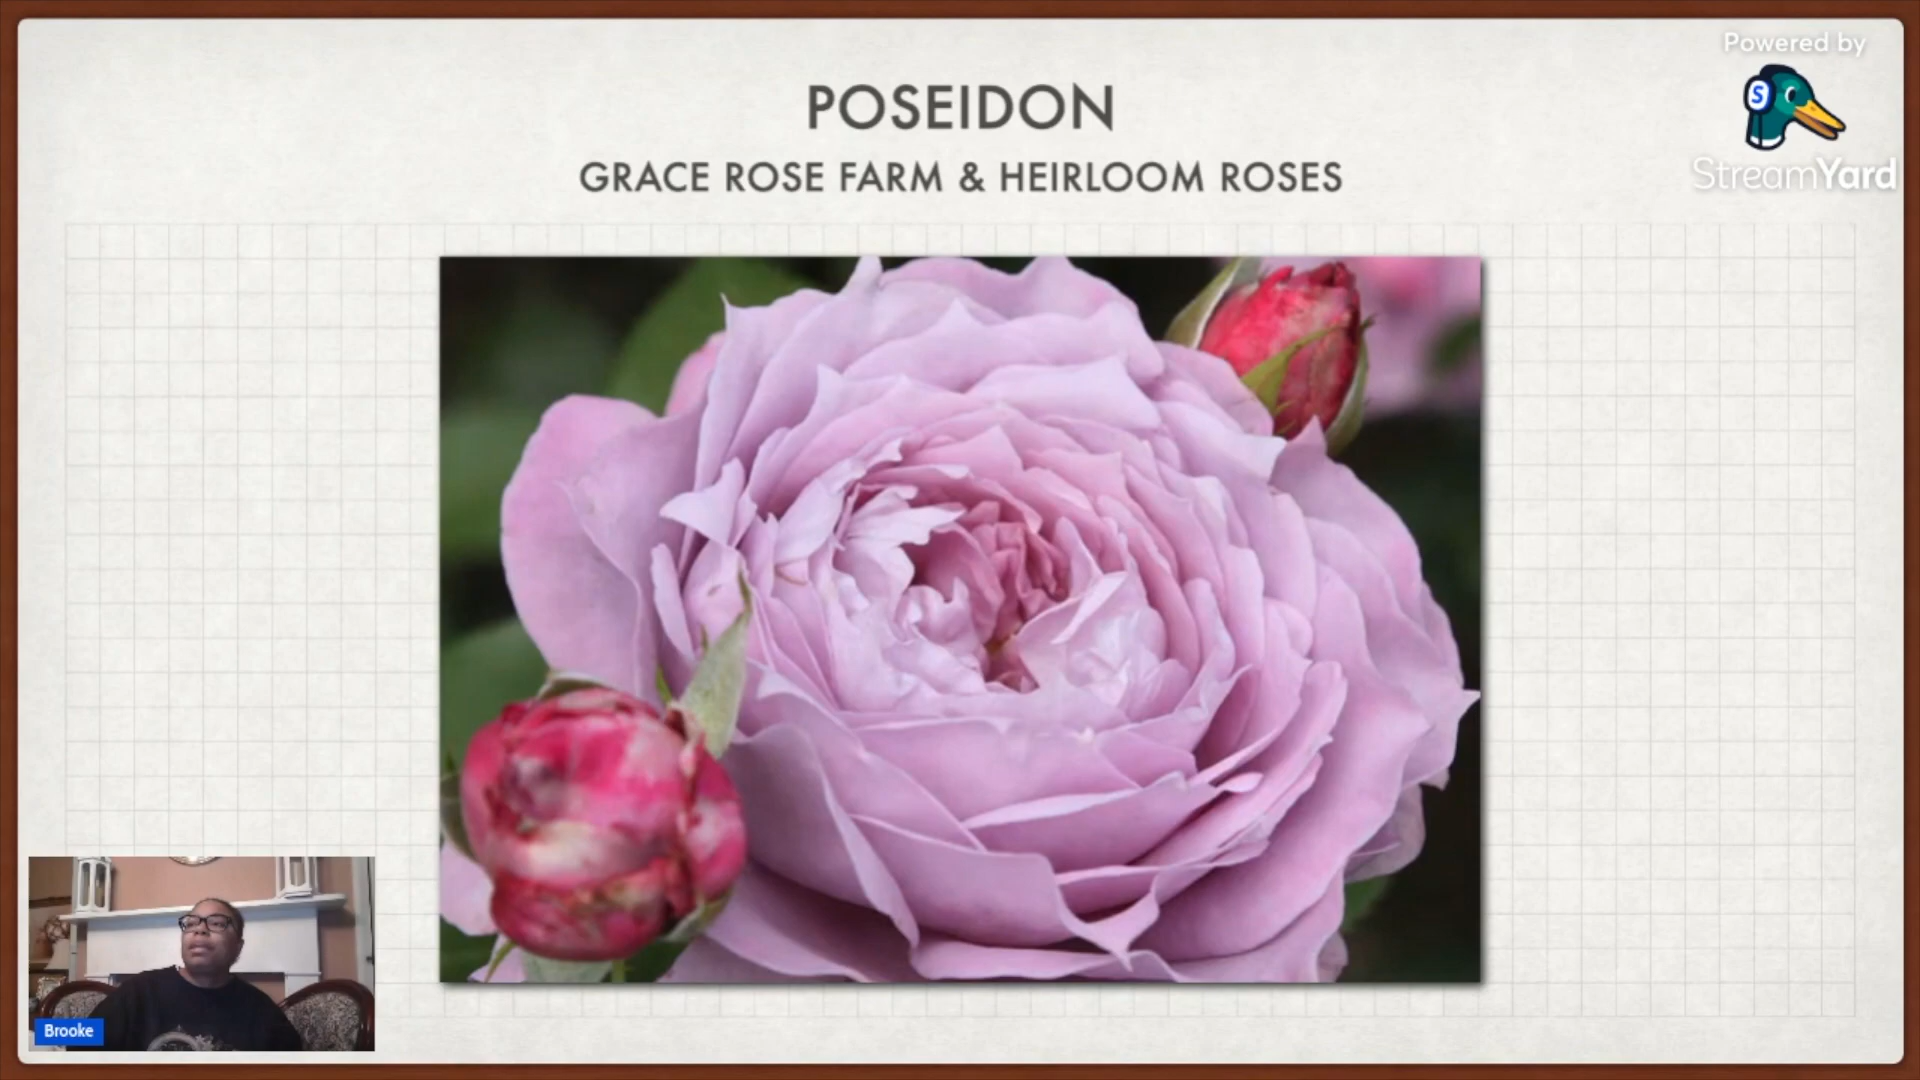 POSEIDON
GRACE ROSE FARM & HEIRLOOM ROSES
Powered by
S
StreamYard
Brooke